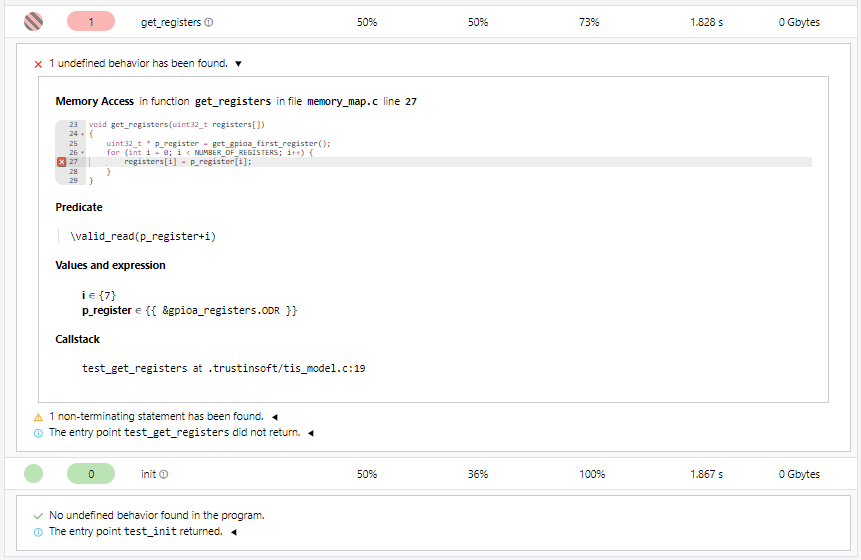 1 get_registers 50% 50% 73% 1.828 s 0 Gbytes
1 undefined behavior has been found. ▼
Memory Access in function get_registers in file memory_map.c line 27
23 void get_registers(uint32_t registers[])
24 {
25 uint32_t * p_register = get_gpioa_first_register();
26 for (int i = 0; i < NUMBER_OF_REGISTERS; i++) {
27 registers[i] = p_register[i];
28 }
29 }
Predicate
\valid_read(p_register+i)
Values and expression
i ∈ {7}
p_register ∈ {{ &gpioa_registers.ODR }}
Callstack
test_get_registers at .trustinsoft/tis_model.c:19
1 non-terminating statement has been found. ◀
The entry point test_get_registers did not return. ◀
0 init 50% 36% 100% 1.867 s 0 Gbytes
No undefined behavior found in the program.
The entry point test_init returned. ◀